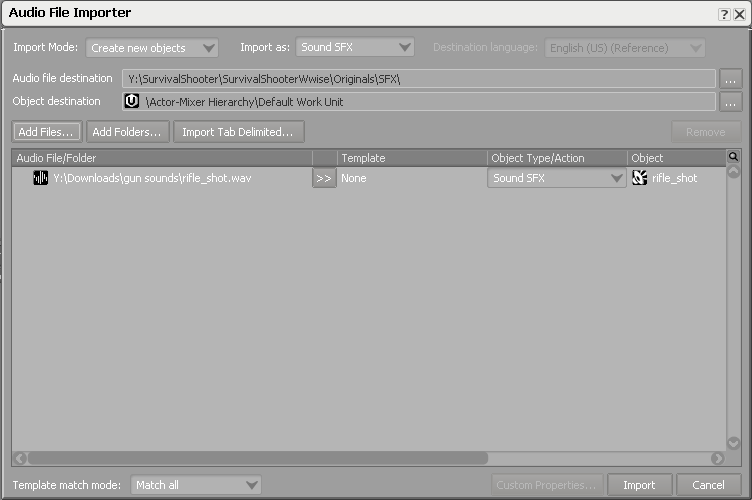 Audio File Importer
Import Mode: Create new objects Import as: Sound SFX Destination language: English (US) (Reference)
Audio file destination Y:\SurvivalShooter\SurvivalShooterWwise\Originals\SFX\ ...
Object destination \Actor-Mixer Hierarchy\Default Work Unit ...
Add Files... Add Folders... Import Tab Delimited... Remove
Audio File/Folder Template Object Type/Action Object
Y:\Downloads\gun sounds\rifle_shot.wav >> None Sound SFX rifle_shot
Template match mode: Match all Custom Properties... Import Cancel